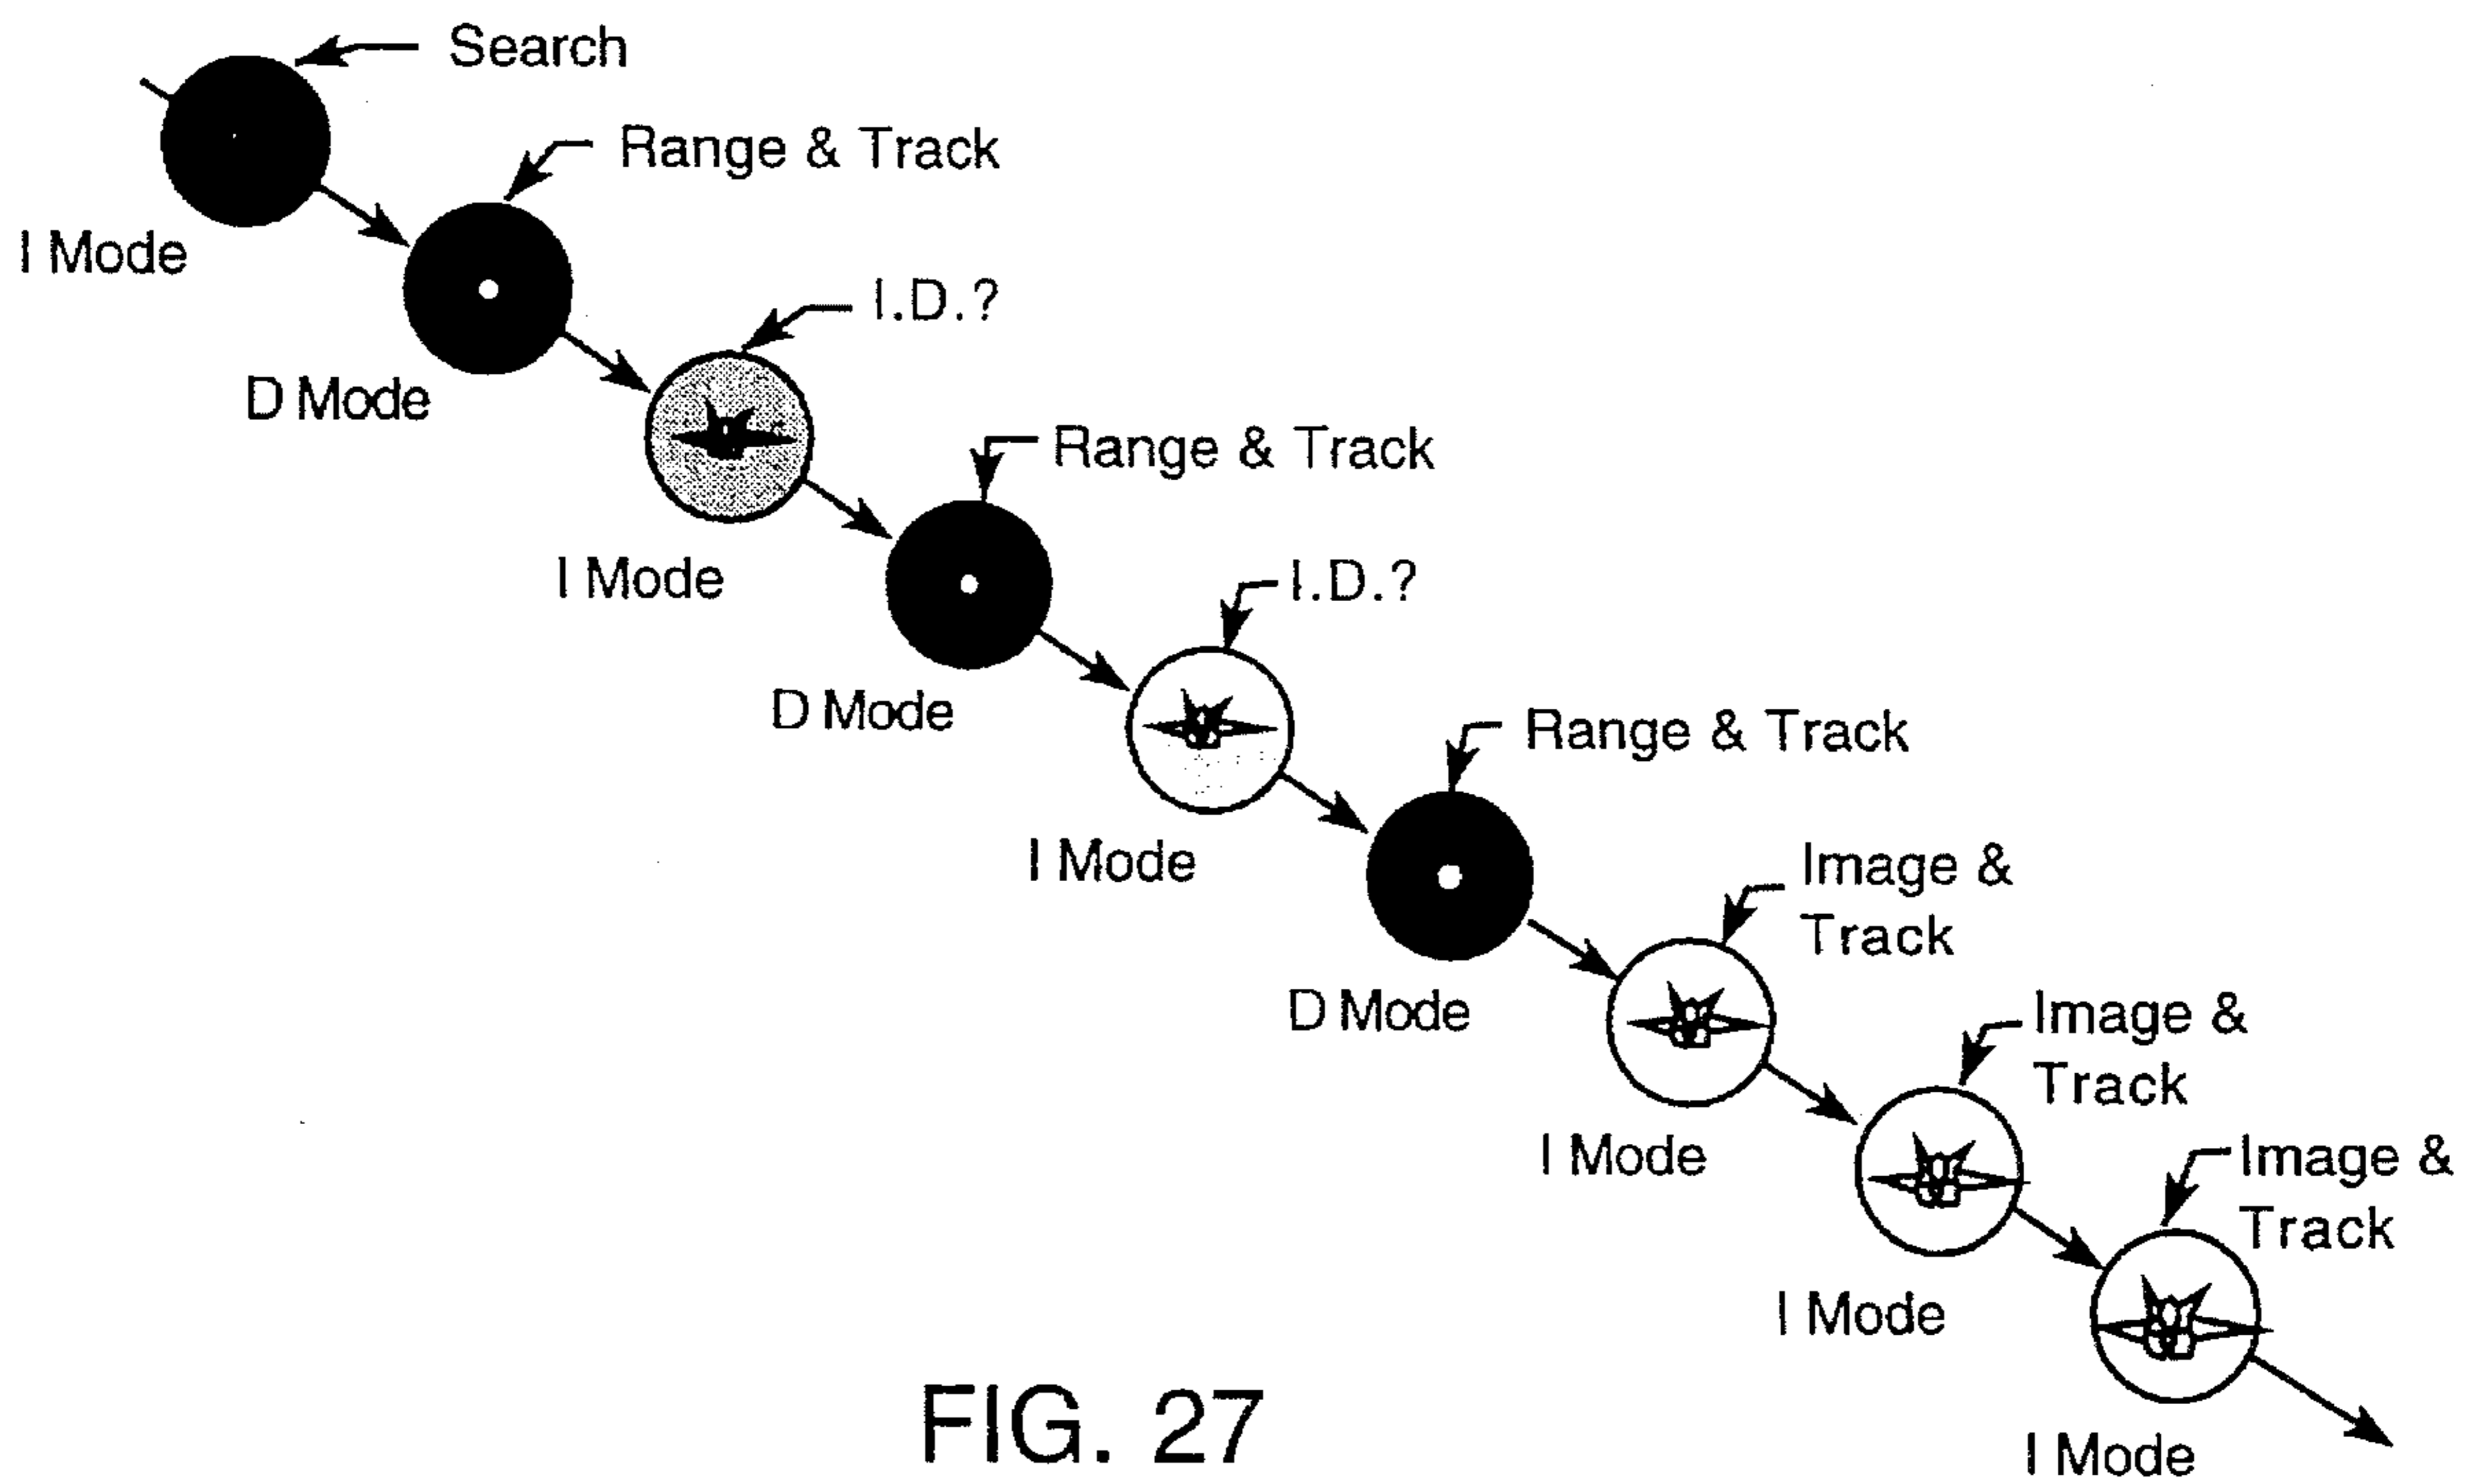 Search
Range & Track
I Mode
I.D.?
D Mode
Range & Track
I Mode
I.D.?
D Mode
Range & Track
I Mode
Image &
Track
D Mode
Image &
Track
I Mode
Image &
Track
I Mode
FIG. 27
I Mode